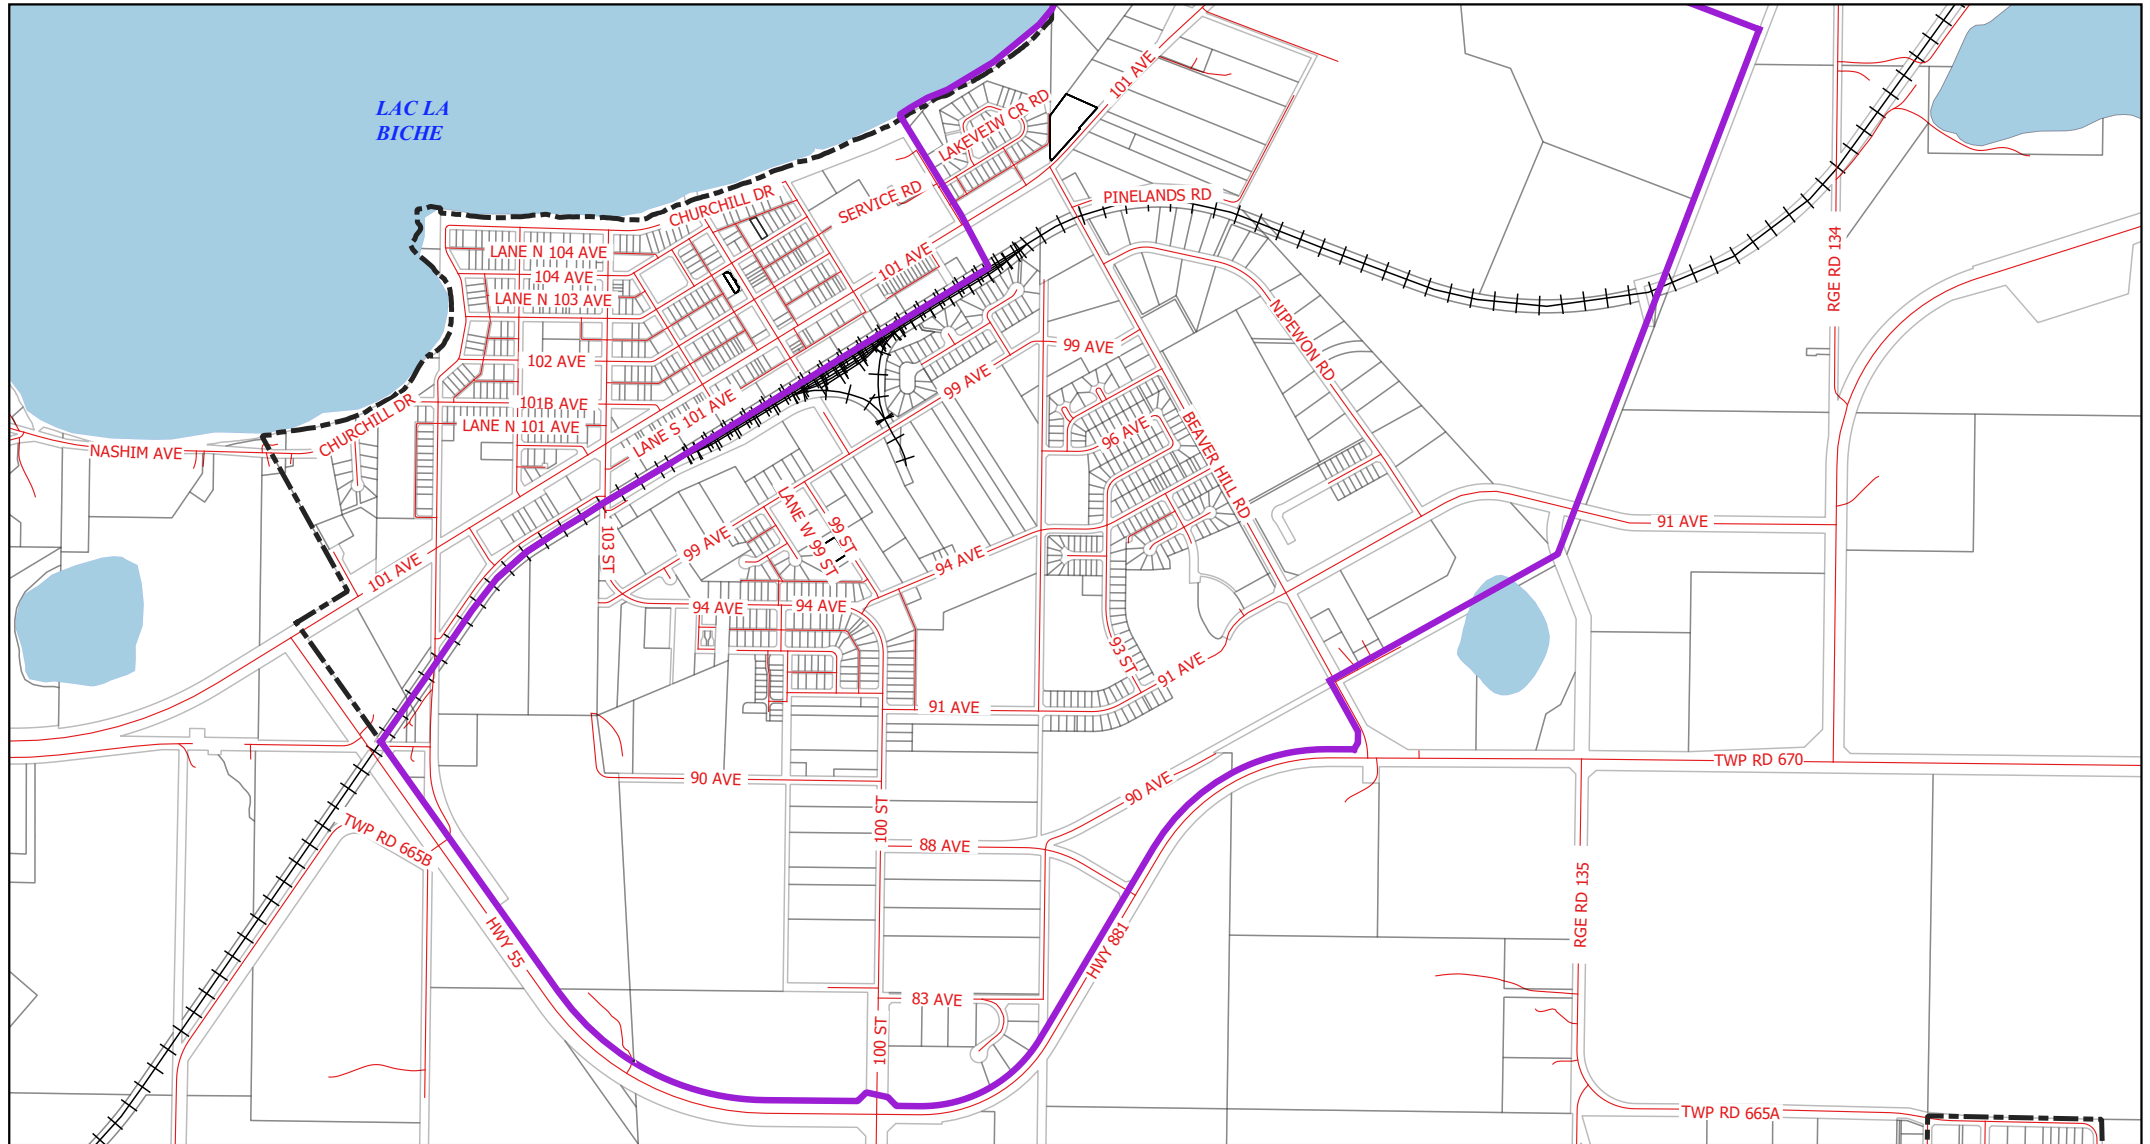 LAC LA
BICHE
101 AVE
LAKEVEIW CR RD
CHURCHILL DR
SERVICE RD
PINELANDS RD
LANE N 104 AVE
104 AVE
LANE N 103 AVE
101 AVE
RGE RD 134
NIPEWON RD
102 AVE
99 AVE
99 AVE
101B AVE
LANE S 101 AVE
LANE N 101 AVE
CHURCHILL DR
NASHIM AVE
96 AVE
BEAVER HILL RD
LANE W 99 ST
99 ST
103 ST
99 AVE
91 AVE
101 AVE
94 AVE
94 AVE
94 AVE
93 ST
91 AVE
91 AVE
90 AVE
90 AVE
TWP RD 670
TWP RD 665B
100 ST
88 AVE
HWY 55
HWY 881
RGE RD 135
83 AVE
100 ST
TWP RD 665A